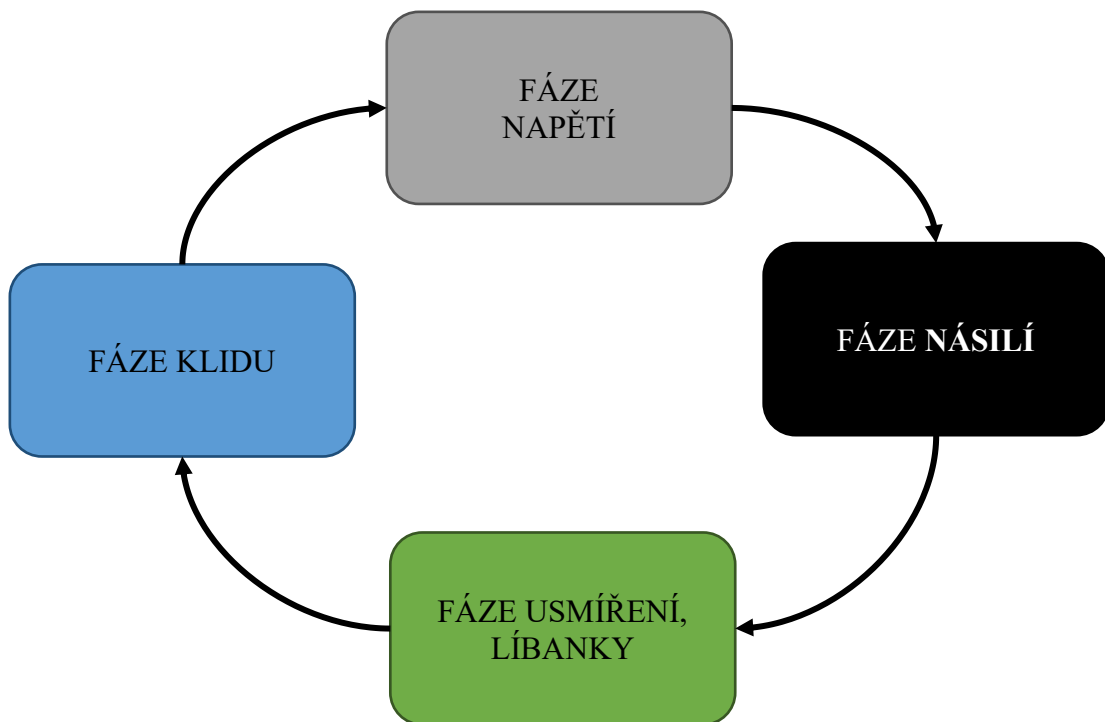 FÁZE
NAPĚTÍ
FÁZE KLIDU
FÁZE NÁSILÍ
FÁZE USMÍŘENÍ,
LÍBANKY